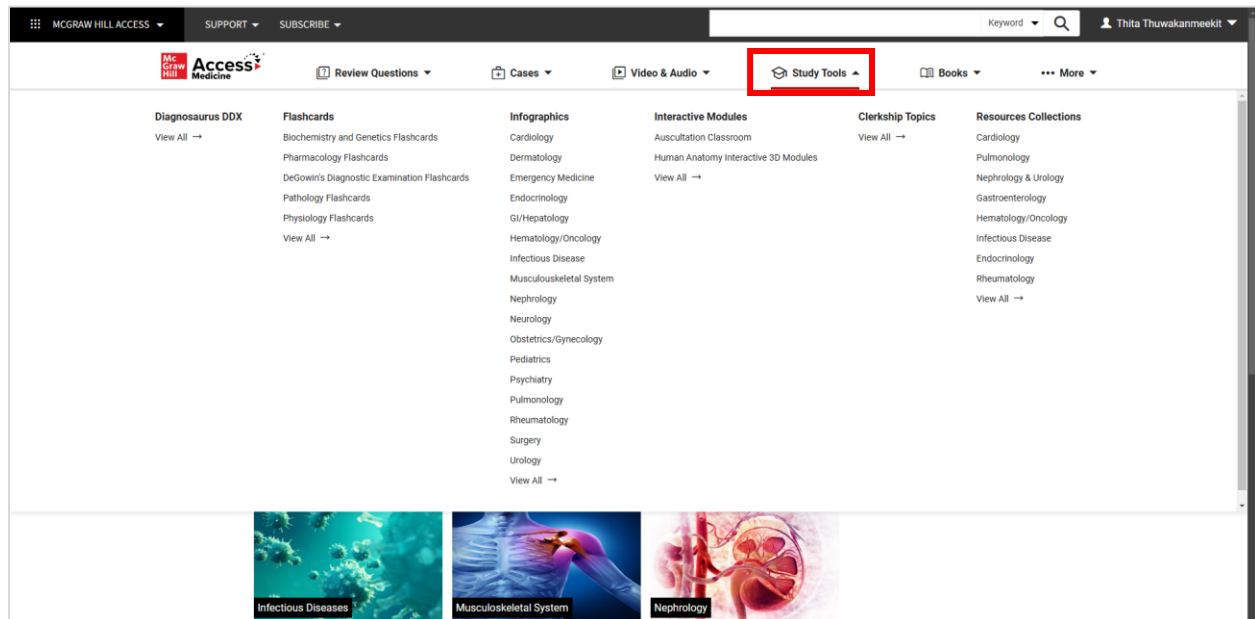 MCGRAW HILL ACCESS
SUPPORT
SUBSCRIBE
Keyword
Thita Thuwakanmeekit
Mc
Graw
Hill
Access
Medicine
Review Questions
Cases
Video & Audio
Study Tools
Books
More
Diagnosaurus DDX
View All →
Flashcards
Biochemistry and Genetics Flashcards
Pharmacology Flashcards
DeGowin's Diagnostic Examination Flashcards
Pathology Flashcards
Physiology Flashcards
View All →
Infographics
Cardiology
Dermatology
Emergency Medicine
Endocrinology
GI/Hepatology
Hematology/Oncology
Infectious Disease
Musculouskeletal System
Nephrology
Neurology
Obstetrics/Gynecology
Pediatrics
Psychiatry
Pulmonology
Rheumatology
Surgery
Urology
View All →
Interactive Modules
Auscultation Classroom
Human Anatomy Interactive 3D Modules
View All →
Clerkship Topics
View All →
Resources Collections
Cardiology
Pulmonology
Nephrology & Urology
Gastroenterology
Hematology/Oncology
Infectious Disease
Endocrinology
Rheumatology
View All →
Infectious Diseases
Musculoskeletal System
Nephrology